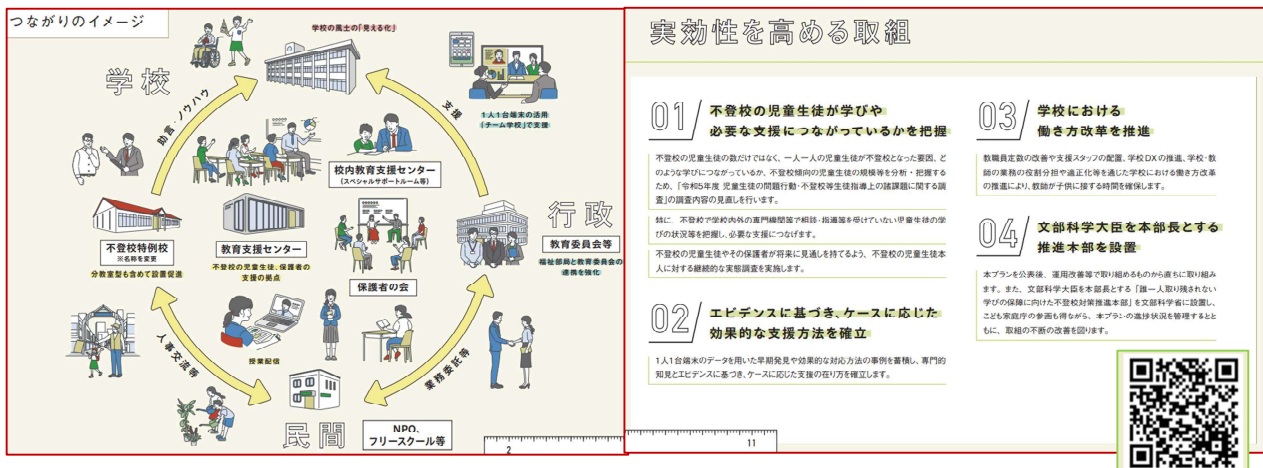 つながりのイメージ
学校の風土の「見える化」
学校
助言・ノウハウ
支援
1人1台端末の活用
「チーム学校」で支援
校内教育支援センター
(スペシャルサポートルーム等)
行政
教育委員会等
福祉部局と教育委員会の
連携を強化
不登校特例校
※名称を変更
分教室型も含めて設置促進
教育支援センター
不登校の児童生徒、保護者の
支援の拠点
保護者の会
授業配信
人事交流等
業務委託等
民間
NPO、
フリースクール等
2
実効性を高める取組
01
不登校の児童生徒が学びや
必要な支援につながっているかを把握
不登校の児童生徒の数だけではなく、一人一人の児童生徒が不登校となった要因、ど
のような学びにつながっているか、不登校傾向の児童生徒の規模等を分析・把握する
ため、「令和5年度 児童生徒の問題行動・不登校等生徒指導上の諸課題に関する調
査」の調査内容の見直しを行います。
特に、不登校で学校内外の専門機関等で相談・指導等を受けていない児童生徒の学
びの状況等を把握し、必要な支援につなげます。
不登校の児童生徒やその保護者が将来に見通しを持てるよう、不登校の児童生徒本
人に対する継続的な実態調査を実施します。
02
エビデンスに基づき、ケースに応じた
効果的な支援方法を確立
1人1台端末のデータを用いた早期発見や効果的な対応方法の事例を蓄積し、専門的
知見とエビデンスに基づき、ケースに応じた支援の在り方を確立します。
03
学校における
働き方改革を推進
教職員定数の改善や支援スタッフの配置、学校DXの推進、学校・教
師の業務の役割分担や適正化等を通じた学校における働き方改革
の推進により、教師が子供に接する時間を確保します。
04
文部科学大臣を本部長とする
推進本部を設置
本プランを公表後、運用改善等で取り組めるものから直ちに取り組み
ます。また、文部科学大臣を本部長とする「誰一人取り残されない
学びの保障に向けた不登校対策推進本部」を文部科学省に設置し、
こども家庭庁の参画も得ながら、本プランの進捗状況を管理するとと
もに、取組の不断の改善を図ります。
11